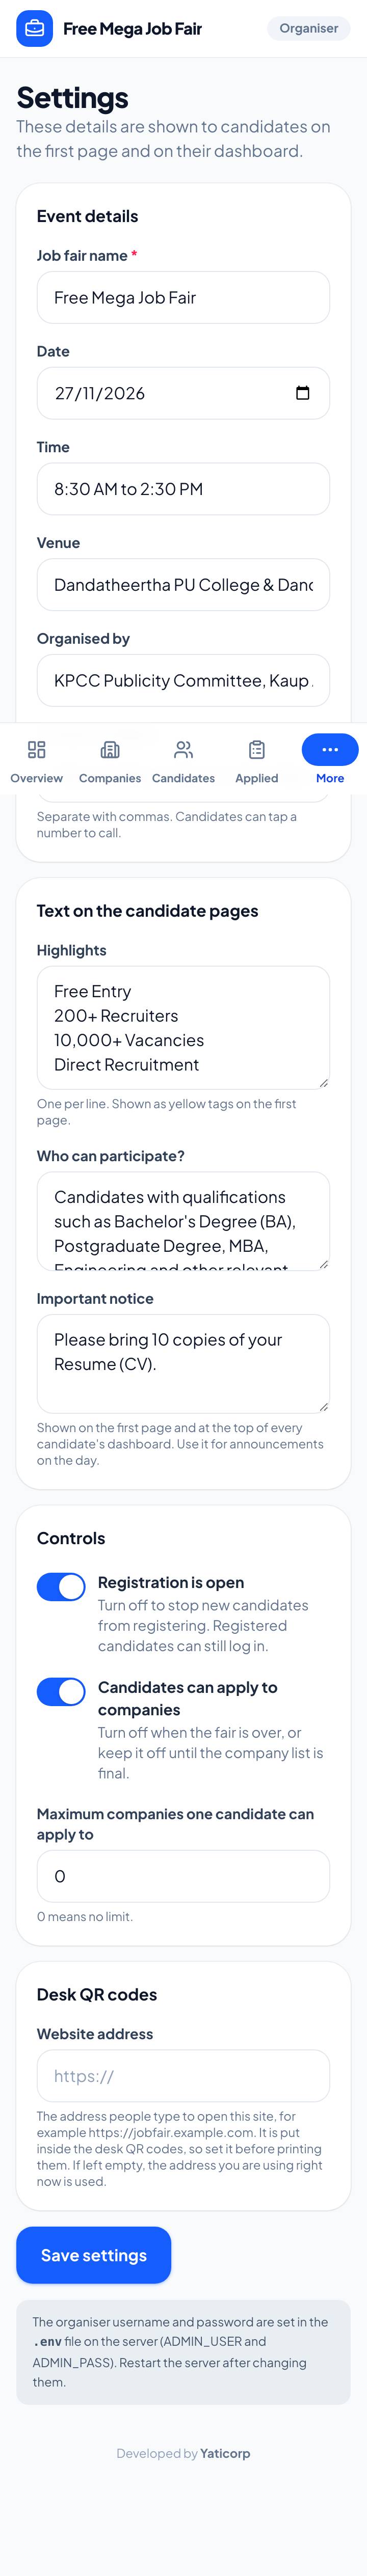 Free Mega Job Fair
Organiser
Settings
These details are shown to candidates on
the first page and on their dashboard.
Event details
Job fair name *
Free Mega Job Fair
Date
27/11/2026
Time
8:30 AM to 2:30 PM
Venue
Dandatheertha PU College & Dand
Organised by
KPCC Publicity Committee, Kaup
Overview
Companies
Candidates
Applied
More
Separate with commas. Candidates can tap a
number to call.
Text on the candidate pages
Highlights
Free Entry
200+ Recruiters
10,000+ Vacancies
Direct Recruitment
One per line. Shown as yellow tags on the first
page.
Who can participate?
Candidates with qualifications
such as Bachelor's Degree (BA),
Postgraduate Degree, MBA,
Engineering and other relevant
Important notice
Please bring 10 copies of your
Resume (CV).
Shown on the first page and at the top of every
candidate's dashboard. Use it for announcements
on the day.
Controls
Registration is open
Turn off to stop new candidates
from registering. Registered
candidates can still log in.
Candidates can apply to
companies
Turn off when the fair is over, or
keep it off until the company list is
final.
Maximum companies one candidate can
apply to
0
0 means no limit.
Desk QR codes
Website address
https://
The address people type to open this site, for
example https://jobfair.example.com. It is put
inside the desk QR codes, so set it before printing
them. If left empty, the address you are using right
now is used.
Save settings
The organiser username and password are set in the
.env file on the server (ADMIN_USER and
ADMIN_PASS). Restart the server after changing
them.
Developed by Yaticorp